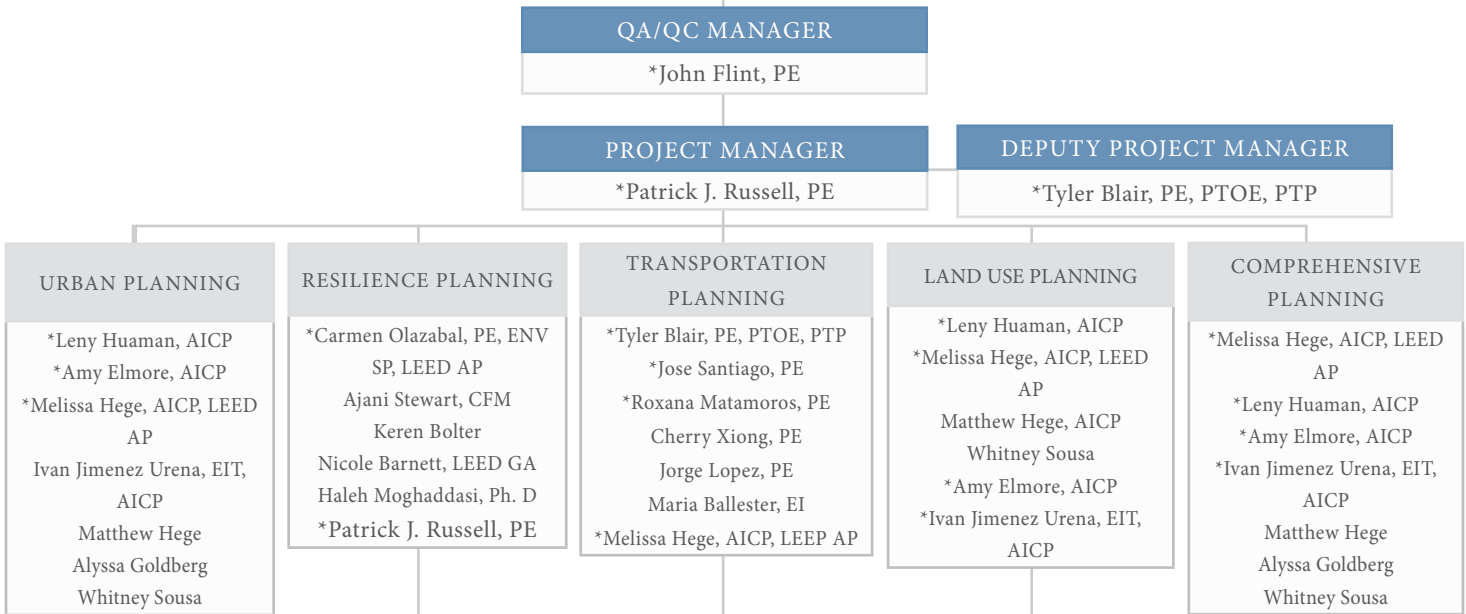 QA/QC MANAGER
*John Flint, PE
PROJECT MANAGER
*Patrick J. Russell, PE
DEPUTY PROJECT MANAGER
*Tyler Blair, PE, PTOE, PTP
URBAN PLANNING
*Leny Huaman, AICP
*Amy Elmore, AICP
*Melissa Hege, AICP, LEED
AP
Ivan Jimenez Urena, EIT,
AICP
Matthew Hege
Alyssa Goldberg
Whitney Sousa
RESILIENCE PLANNING
*Carmen Olazabal, PE, ENV
SP, LEED AP
Ajani Stewart, CFM
Keren Bolter
Nicole Barnett, LEED GA
Haleh Moghaddasi, Ph. D
*Patrick J. Russell, PE
TRANSPORTATION
PLANNING
*Tyler Blair, PE, PTOE, PTP
*Jose Santiago, PE
*Roxana Matamoros, PE
Cherry Xiong, PE
Jorge Lopez, PE
Maria Ballester, EI
*Melissa Hege, AICP, LEEP AP
LAND USE PLANNING
*Leny Huaman, AICP
*Melissa Hege, AICP, LEED
AP
Matthew Hege, AICP
Whitney Sousa
*Amy Elmore, AICP
*Ivan Jimenez Urena, EIT,
AICP
COMPREHENSIVE
PLANNING
*Melissa Hege, AICP, LEED
AP
*Leny Huaman, AICP
*Amy Elmore, AICP
*Ivan Jimenez Urena, EIT,
AICP
Matthew Hege
Alyssa Goldberg
Whitney Sousa